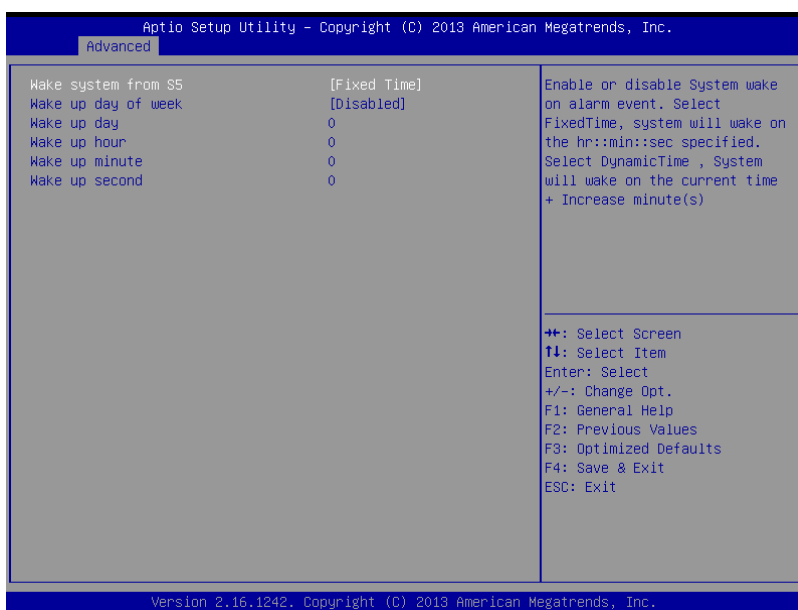 Aptio Setup Utility – Copyright (C) 2013 American Megatrends, Inc.
Advanced
Wake system from S5 [Fixed Time]
Wake up day of week [Disabled]
Wake up day 0
Wake up hour 0
Wake up minute 0
Wake up second 0
Enable or disable System wake
on alarm event. Select
FixedTime, system will wake on
the hr::min::sec specified.
Select DynamicTime , System
will wake on the current time
+ Increase minute(s)
→←: Select Screen
↑↓: Select Item
Enter: Select
+/-: Change Opt.
F1: General Help
F2: Previous Values
F3: Optimized Defaults
F4: Save & Exit
ESC: Exit
Version 2.16.1242. Copyright (C) 2013 American Megatrends, Inc.